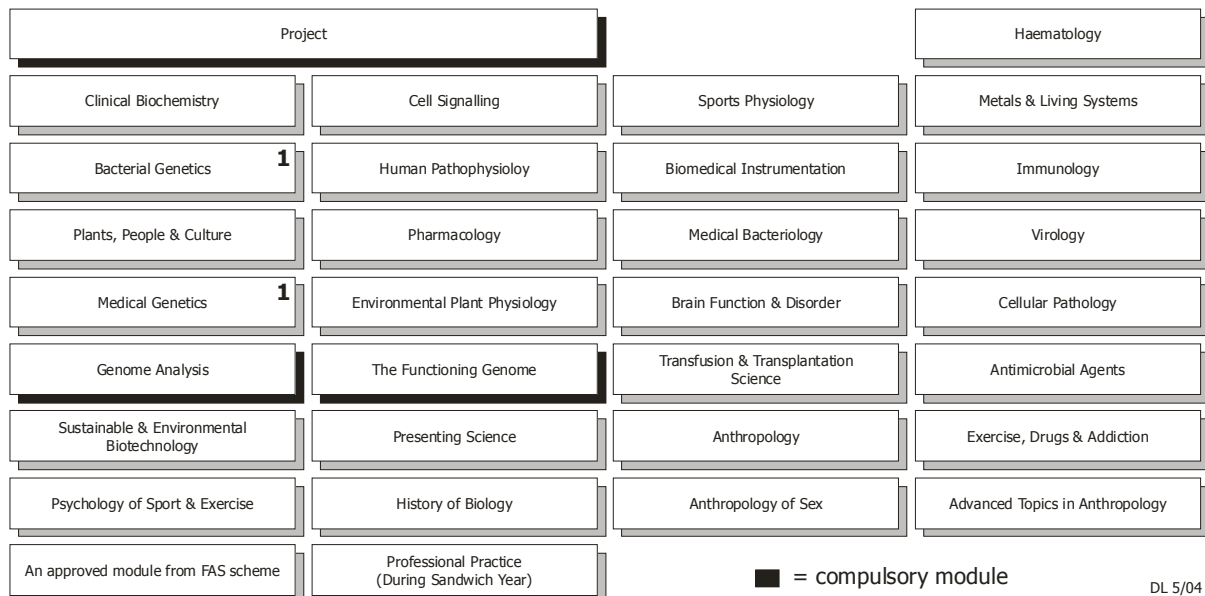 Project
Haematology
Clinical Biochemistry
Cell Signalling
Sports Physiology
Metals & Living Systems
Bacterial Genetics
1
Human Pathophysioloy
Biomedical Instrumentation
Immunology
Plants, People & Culture
Pharmacology
Medical Bacteriology
Virology
Medical Genetics
1
Environmental Plant Physiology
Brain Function & Disorder
Cellular Pathology
Genome Analysis
The Functioning Genome
Transfusion & Transplantation
Science
Antimicrobial Agents
Sustainable & Environmental
Biotechnology
Presenting Science
Anthropology
Exercise, Drugs & Addiction
Psychology of Sport & Exercise
History of Biology
Anthropology of Sex
Advanced Topics in Anthropology
An approved module from FAS scheme
Professional Practice
(During Sandwich Year)
= compulsory module
DL 5/04